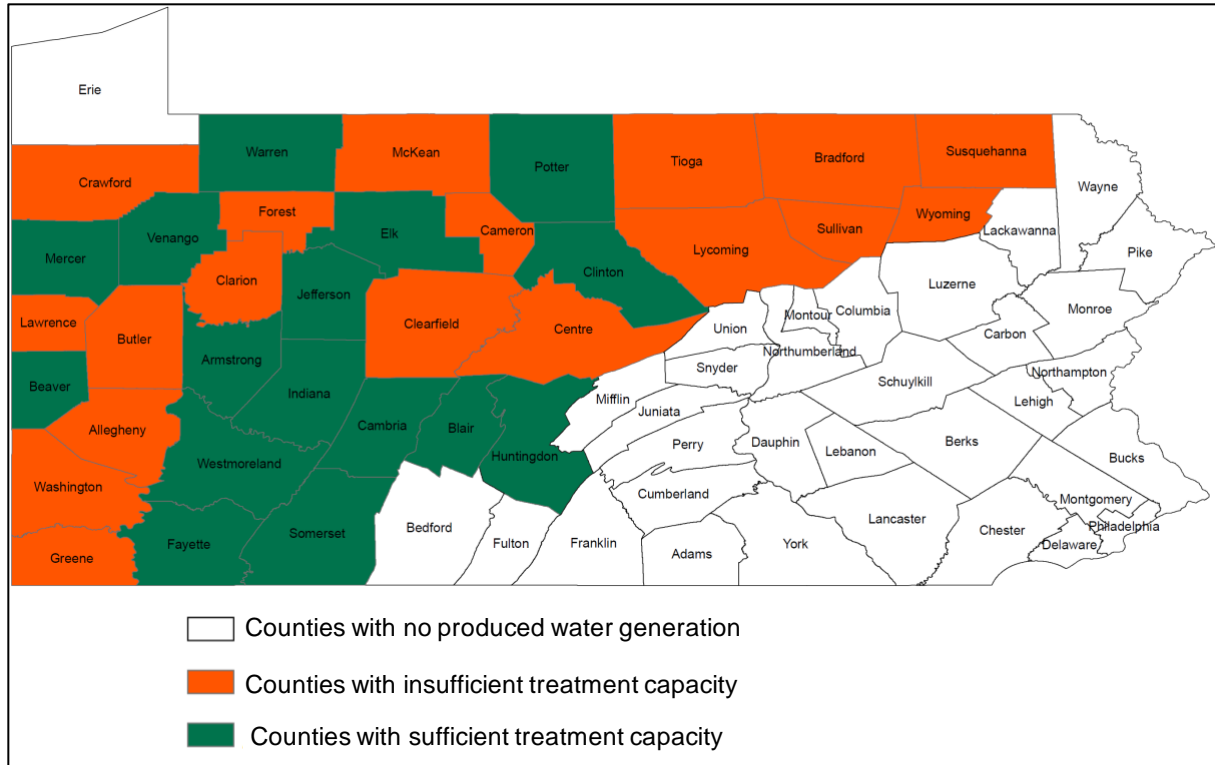 Erie
Warren
McKean
Potter
Tioga
Bradford
Susquehanna
Crawford
Wayne
Forest
Wyoming
Venango
Elk
Cameron
Sullivan
Lackawanna
Mercer
Lycoming
Pike
Clinton
Clarion
Jefferson
Luzerne
Lawrence
Clearfield
Centre
Montour
Columbia
Monroe
Butler
Union
Carbon
Armstrong
Northumberland
Snyder
Northampton
Beaver
Indiana
Schuylkill
Mifflin
Lehigh
Juniata
Allegheny
Cambria
Blair
Perry
Dauphin
Berks
Lebanon
Bucks
Huntingdon
Westmoreland
Washington
Cumberland
Montgomery
Lancaster
Philadelphia
Bedford
Somerset
Chester
Fayette
Fulton
Franklin
York
Delaware
Adams
Greene
Counties with no produced water generation
Counties with insufficient treatment capacity
Counties with sufficient treatment capacity